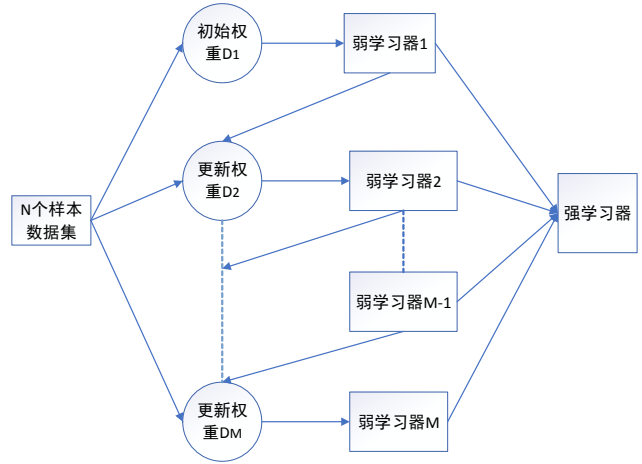 初始权
重D1
弱学习器1
更新权
重D2
弱学习器2
N个样本
数据集
强学习器
弱学习器M-1
更新权
重DM
弱学习器M